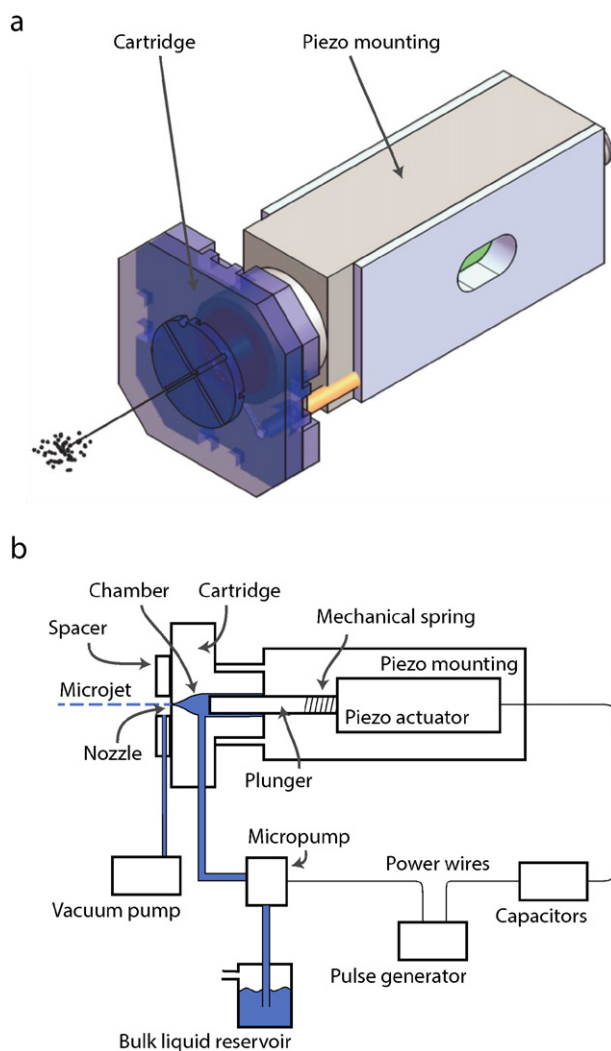 a
Cartridge
Piezo mounting
b
Chamber
Cartridge
Mechanical spring
Spacer
Piezo mounting
Microjet
Piezo actuator
Nozzle
Plunger
Micropump
Power wires
Vacuum pump
Capacitors
Pulse generator
Bulk liquid reservoir